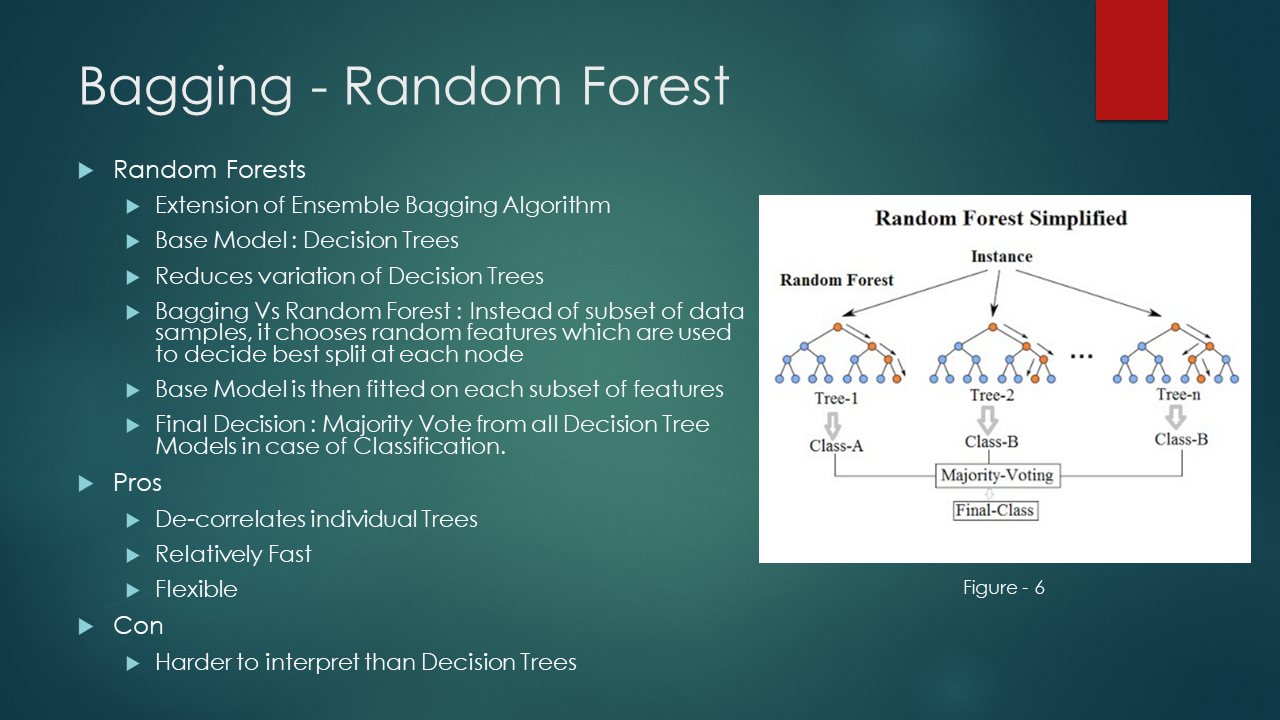 Bagging - Random Forest
Random Forests
Extension of Ensemble Bagging Algorithm
Base Model : Decision Trees
Reduces variation of Decision Trees
Bagging Vs Random Forest : Instead of subset of data
samples, it chooses random features which are used
to decide best split at each node
Base Model is then fitted on each subset of features
Final Decision : Majority Vote from all Decision Tree
Models in case of Classification.
Pros
De-correlates individual Trees
Relatively Fast
Flexible
Con
Harder to interpret than Decision Trees
Random Forest Simplified
Instance
Random Forest
...
Tree-1
Tree-2
Tree-n
Class-A
Class-B
Class-B
Majority-Voting
Final-Class
Figure - 6